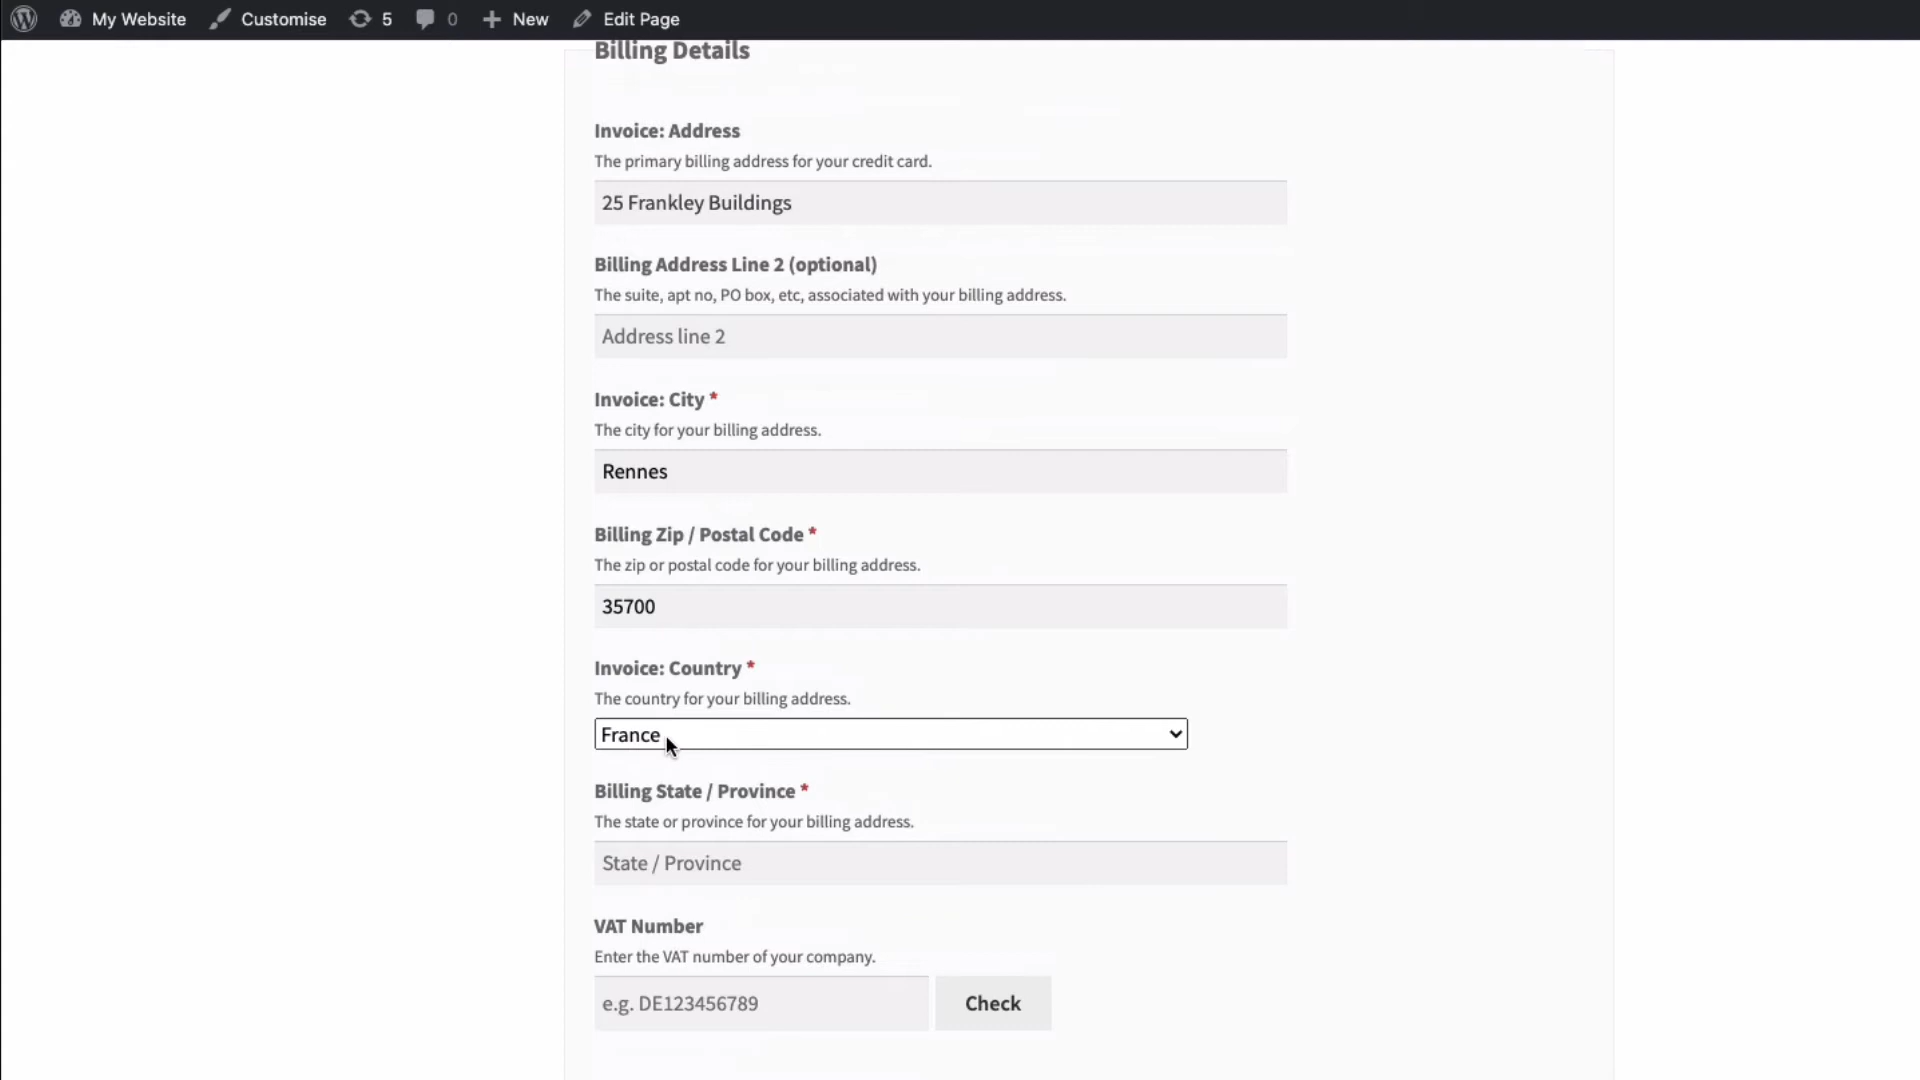 My Website Customise 5 0 New Edit Page
Billing Details
Invoice: Address
The primary billing address for your credit card.
25 Frankley Buildings
Billing Address Line 2 (optional)
The suite, apt no, PO box, etc, associated with your billing address.
Address line 2
Invoice: City *
The city for your billing address.
Rennes
Billing Zip / Postal Code *
The zip or postal code for your billing address.
35700
Invoice: Country *
The country for your billing address.
France
Billing State / Province *
The state or province for your billing address.
State / Province
VAT Number
Enter the VAT number of your company.
e.g. DE123456789 Check